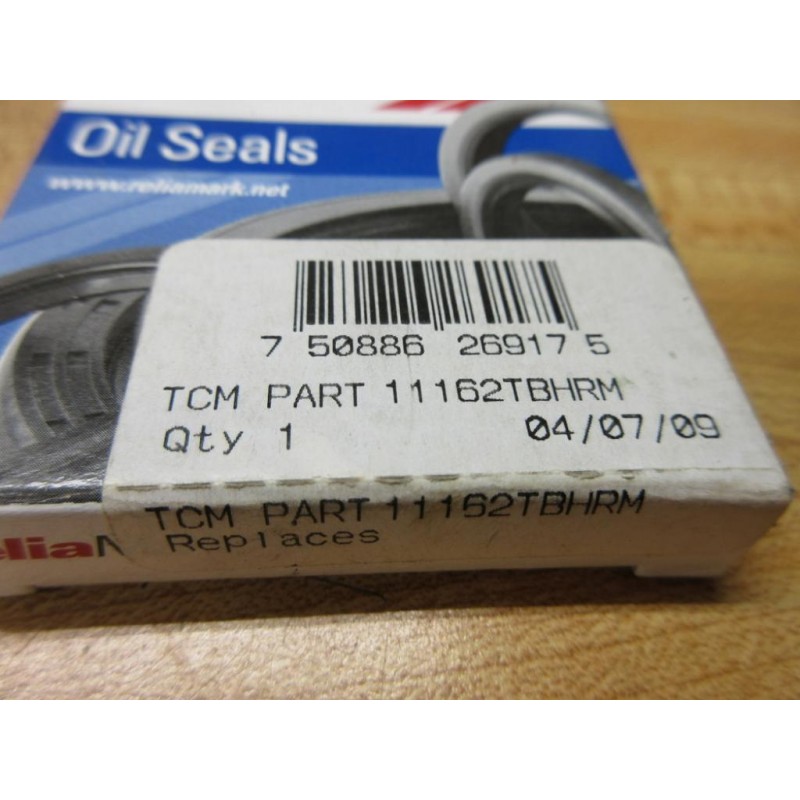 Oil Seals
www.reliamark.net
7 50886 26917 5
TCM PART 11162TBHRM
Qty 1 04/07/09
TCM PART 11162TBHRM
Replaces
eliaM